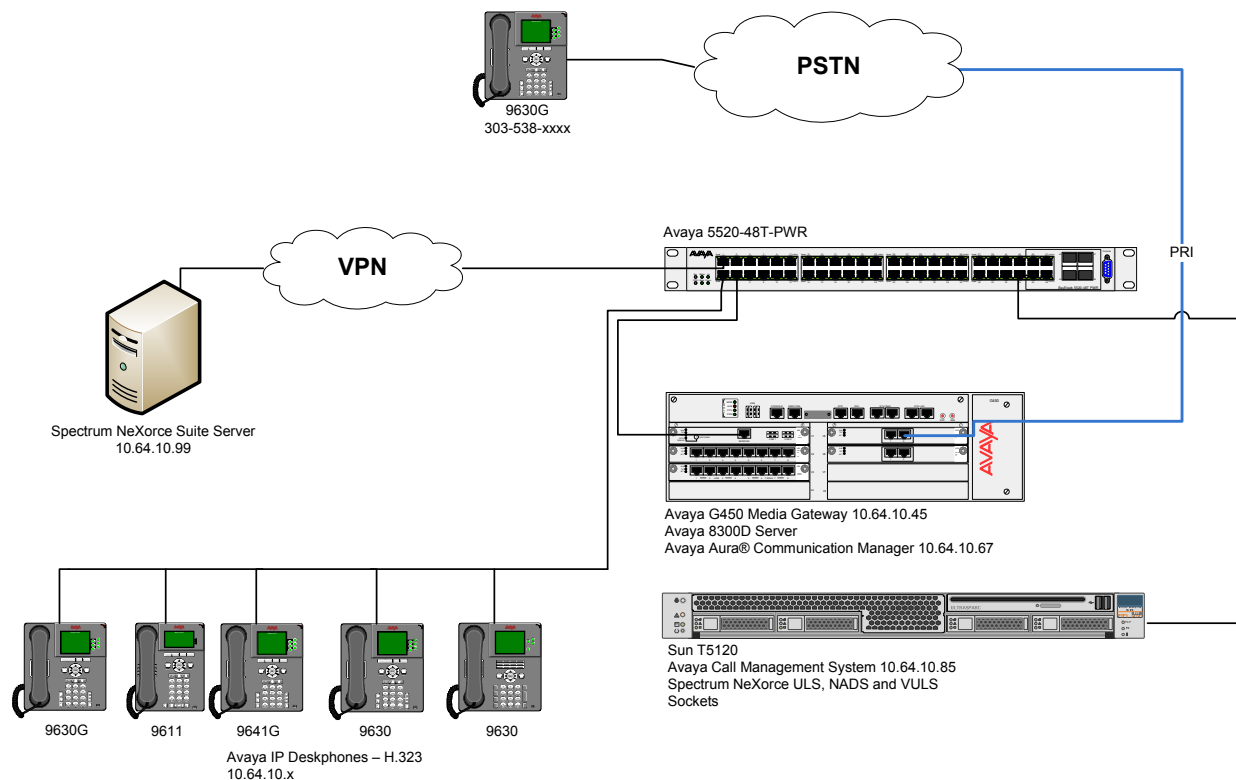 9630G
303-538-xxxx
PSTN
Avaya 5520-48T-PWR
AVAYA
PRI
VPN
Spectrum NeXorce Suite Server
10.64.10.99
AVAYA
Avaya G450 Media Gateway 10.64.10.45
Avaya 8300D Server
Avaya Aura® Communication Manager 10.64.10.67
ULTRASPARC
Sun T5120
Avaya Call Management System 10.64.10.85
Spectrum NeXorce ULS, NADS and VULS
Sockets
9630G
9611
9641G
9630
9630
Avaya IP Deskphones – H.323
10.64.10.x